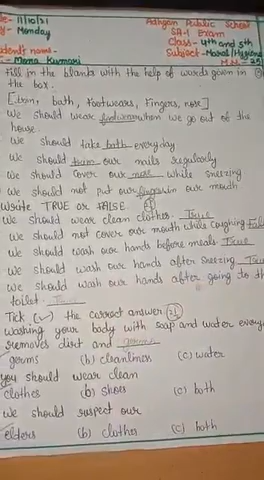 11/10/21 Adhyan Public School
Monday SA-1 Exam
Class- 4th and 5th
Student's name- Subject- Moral/Hygiene
Mona Kumari M.M-25
Fill in the blanks with the help of words given in
the box.
[trim, bath, footwears, fingers, nose]
We should wear footwear when we go out of the
house.
We should take bath everyday
We should trim our nails regularly
We should cover our nose while sneezing
We should not put our fingers in our mouth
Write TRUE or FALSE
We should wear clean clothes. True
We should not cover our mouth while coughing
We should wash our hands before meals True
We should wash our hands after sneezing True
We should wash our hands after going to the
toilet. True
Tick (✓) the correct answer
washing your body with soap and water every
removes dirt and germs
germs (b) cleanliness (c) water
you should wear clean
clothes (b) shoes (c) both
we should suspect our
elders (b) clothes (c) both